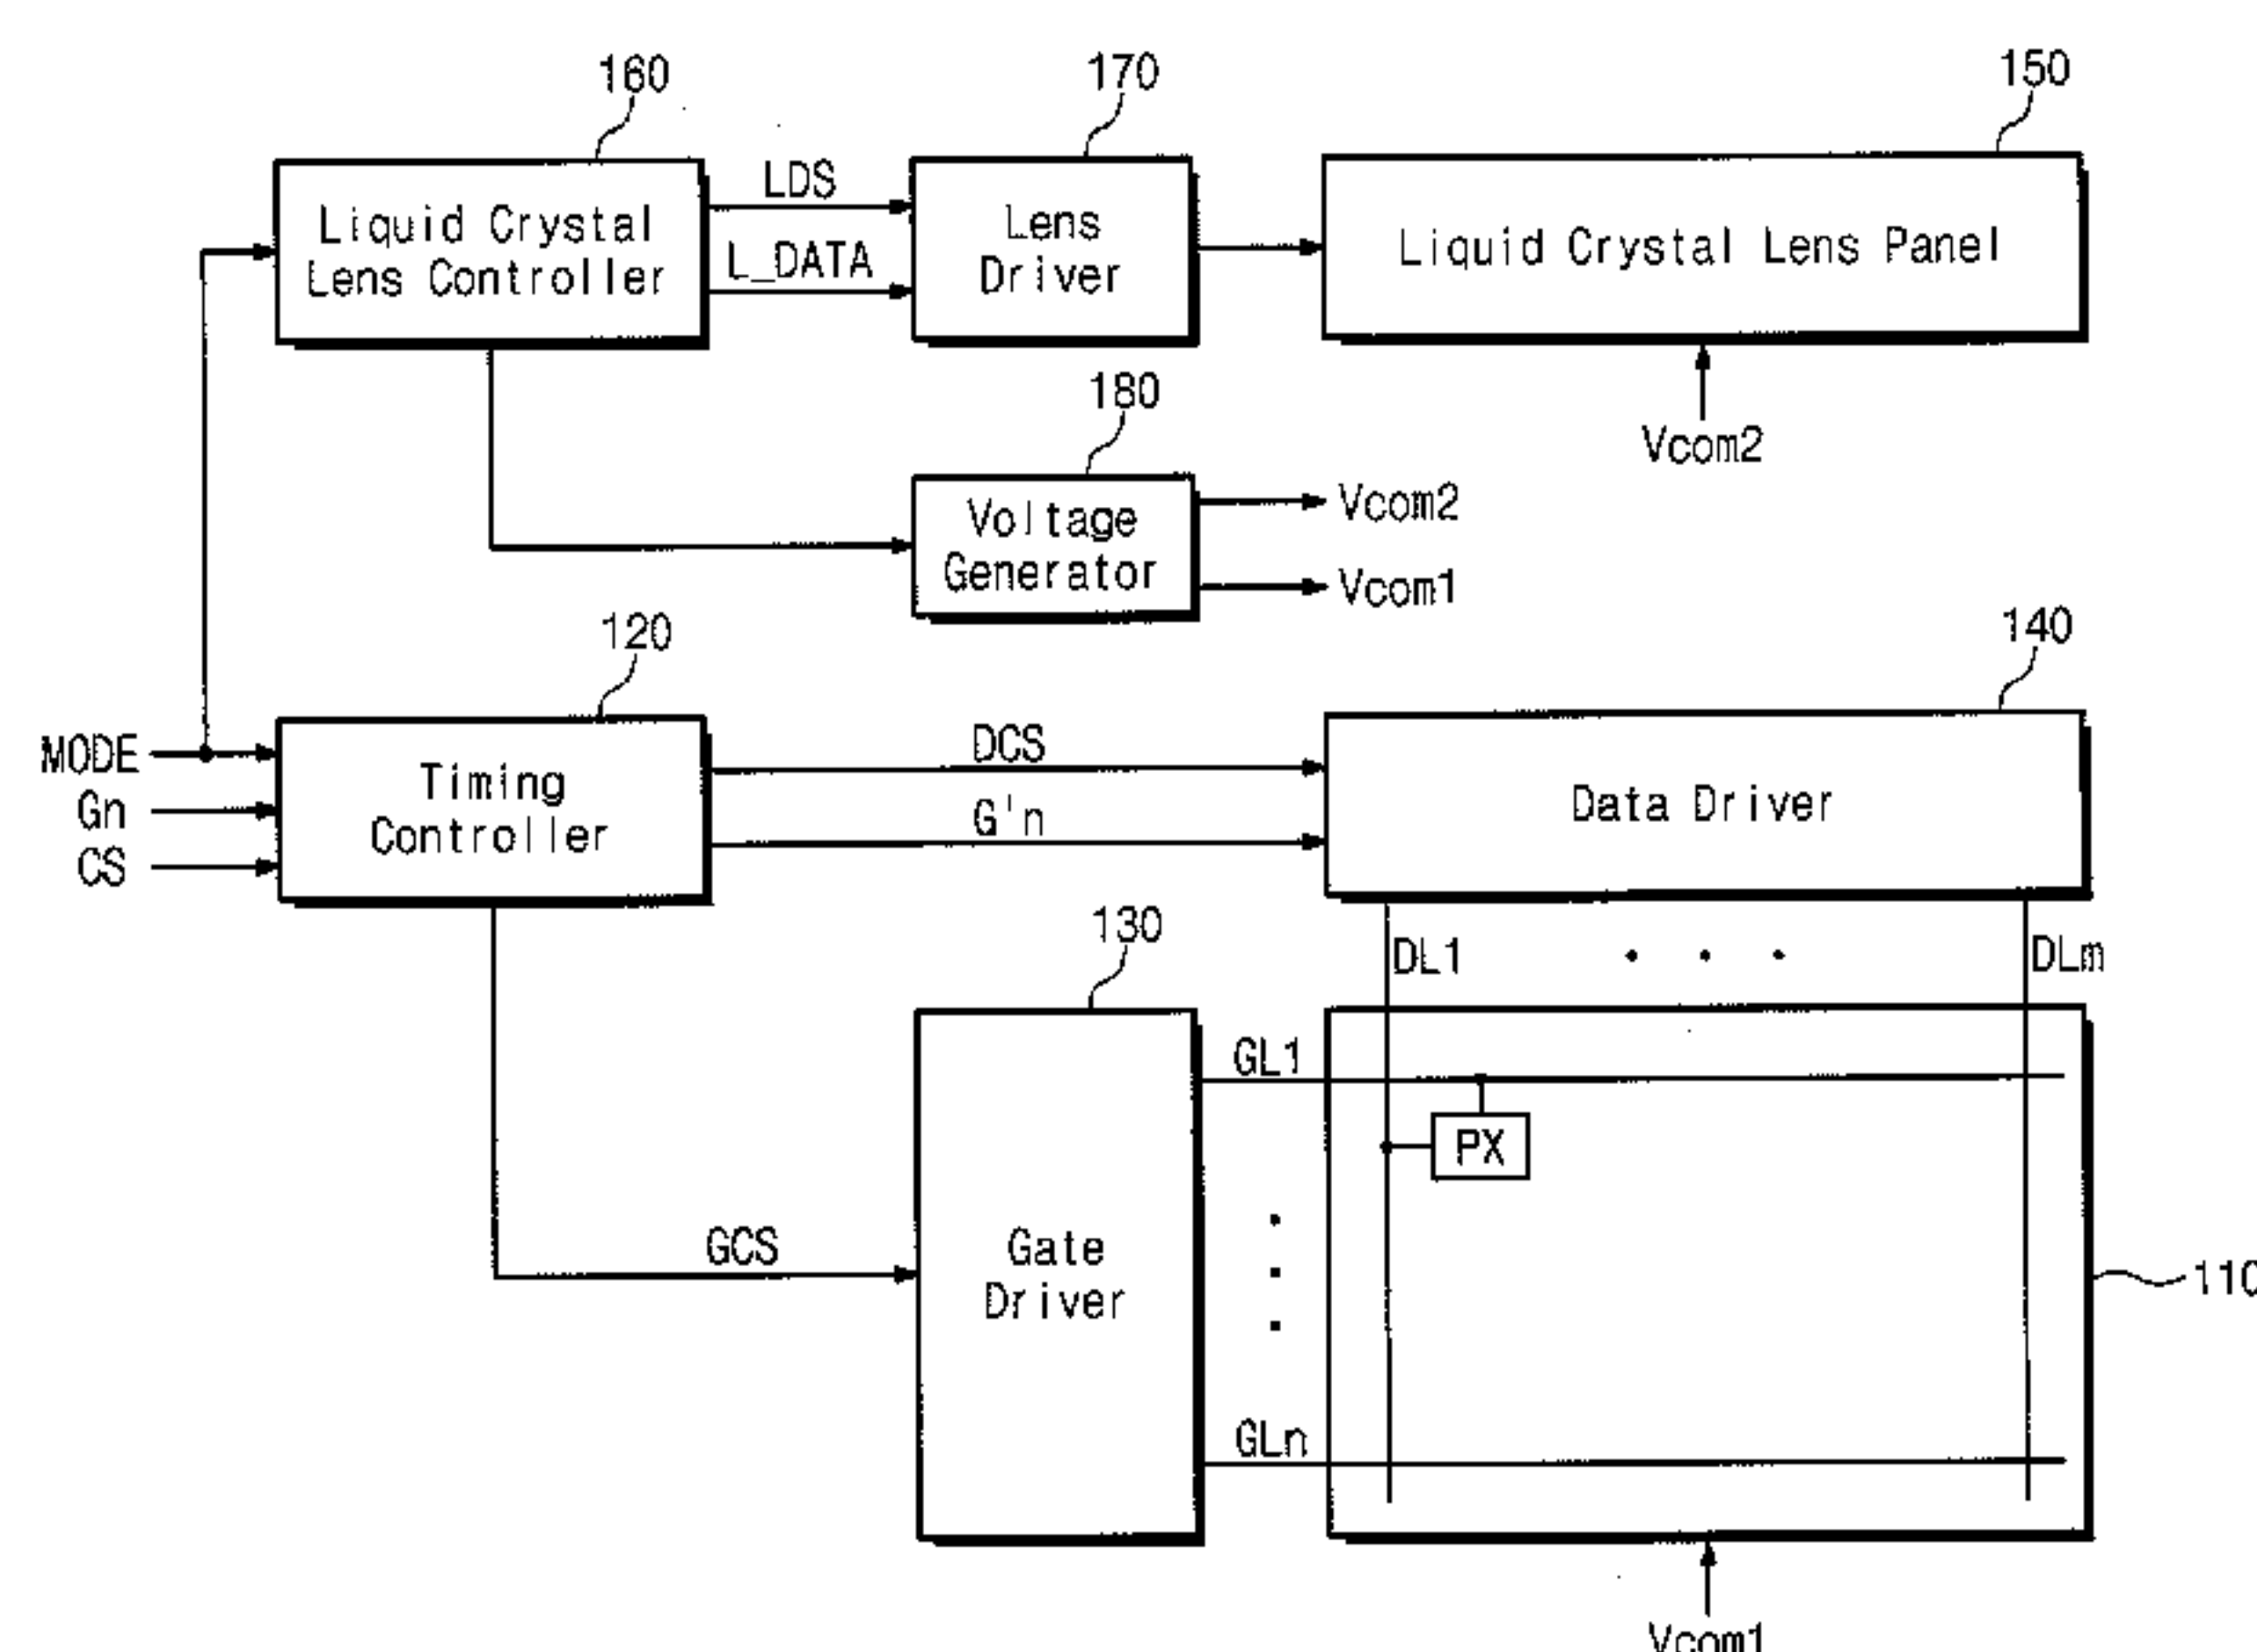 160
170
150
Liquid Crystal
Lens Controller
LDS
L_DATA
Lens
Driver
Liquid Crystal Lens Panel
Vcom2
180
Voltage
Generator
Vcom2
Vcom1
120
140
MODE
Gn
CS
Timing
Controller
DCS
G'n
Data Driver
130
DL1
DLm
GL1
PX
GCS
Gate
Driver
110
GLn
Vcom1